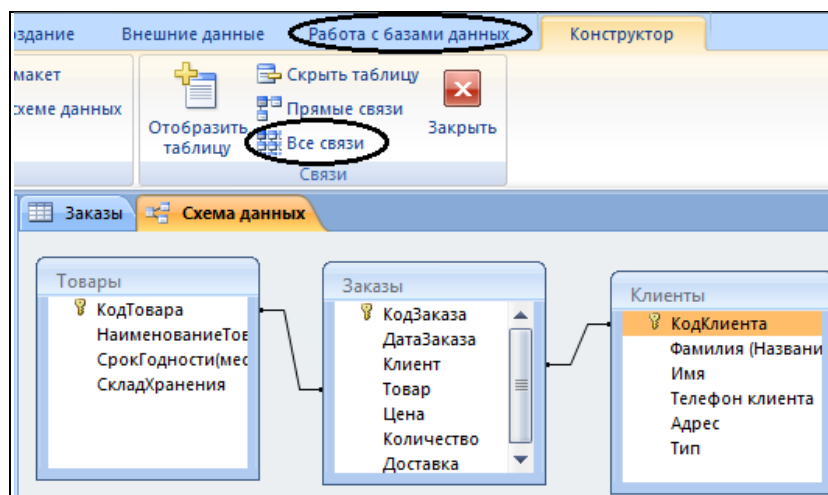 оздание Внешние данные Работа с базами данных Конструктор
макет
схеме данных
Отобразить таблицу
Скрыть таблицу
Прямые связи
Все связи
Закрыть
Связи
Заказы Схема данных
Товары
КодТовара
НаименованиеТов
СрокГодности(мес
СкладХранения
Заказы
КодЗаказа
ДатаЗаказа
Клиент
Товар
Цена
Количество
Доставка
Клиенты
КодКлиента
Фамилия (Названи
Имя
Телефон клиента
Адрес
Тип